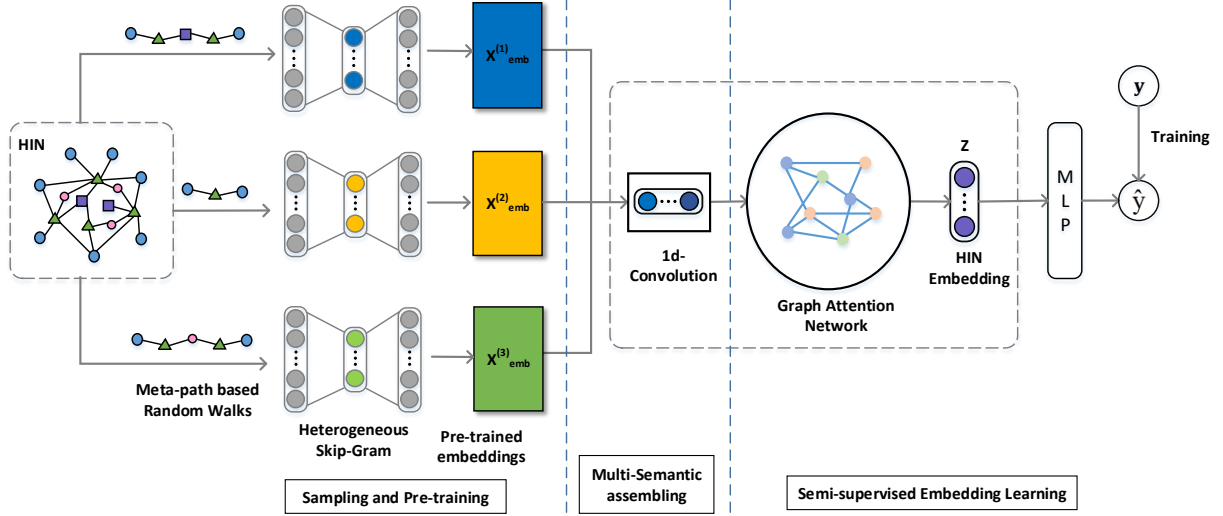 HIN
X(1)emb
X(2)emb
X(3)emb
Meta-path based
Random Walks
Heterogeneous
Skip-Gram
Pre-trained
embeddings
Sampling and Pre-training
1d-
Convolution
Multi-Semantic
assembling
Graph Attention
Network
Z
HIN
Embedding
M
L
P
y
Training
ŷ
Semi-supervised Embedding Learning